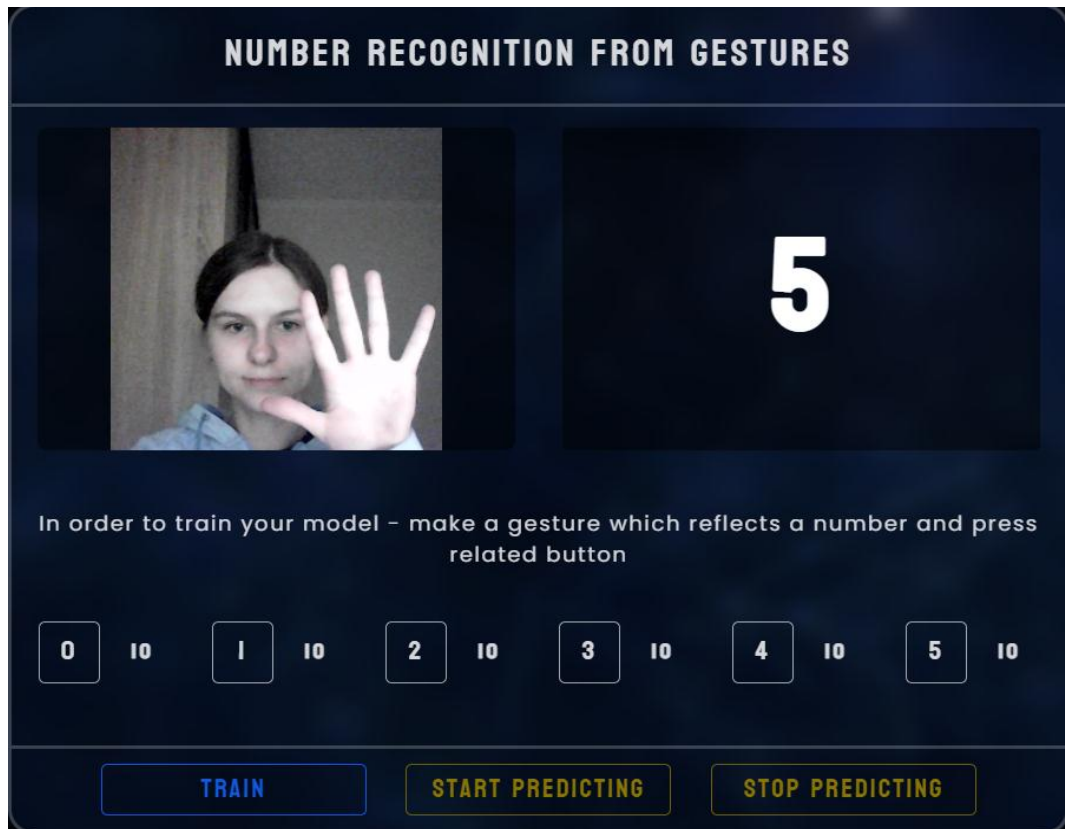 NUMBER RECOGNITION FROM GESTURES
5
In order to train your model - make a gesture which reflects a number and press
related button
0 10 1 10 2 10 3 10 4 10 5 10
TRAIN START PREDICTING STOP PREDICTING